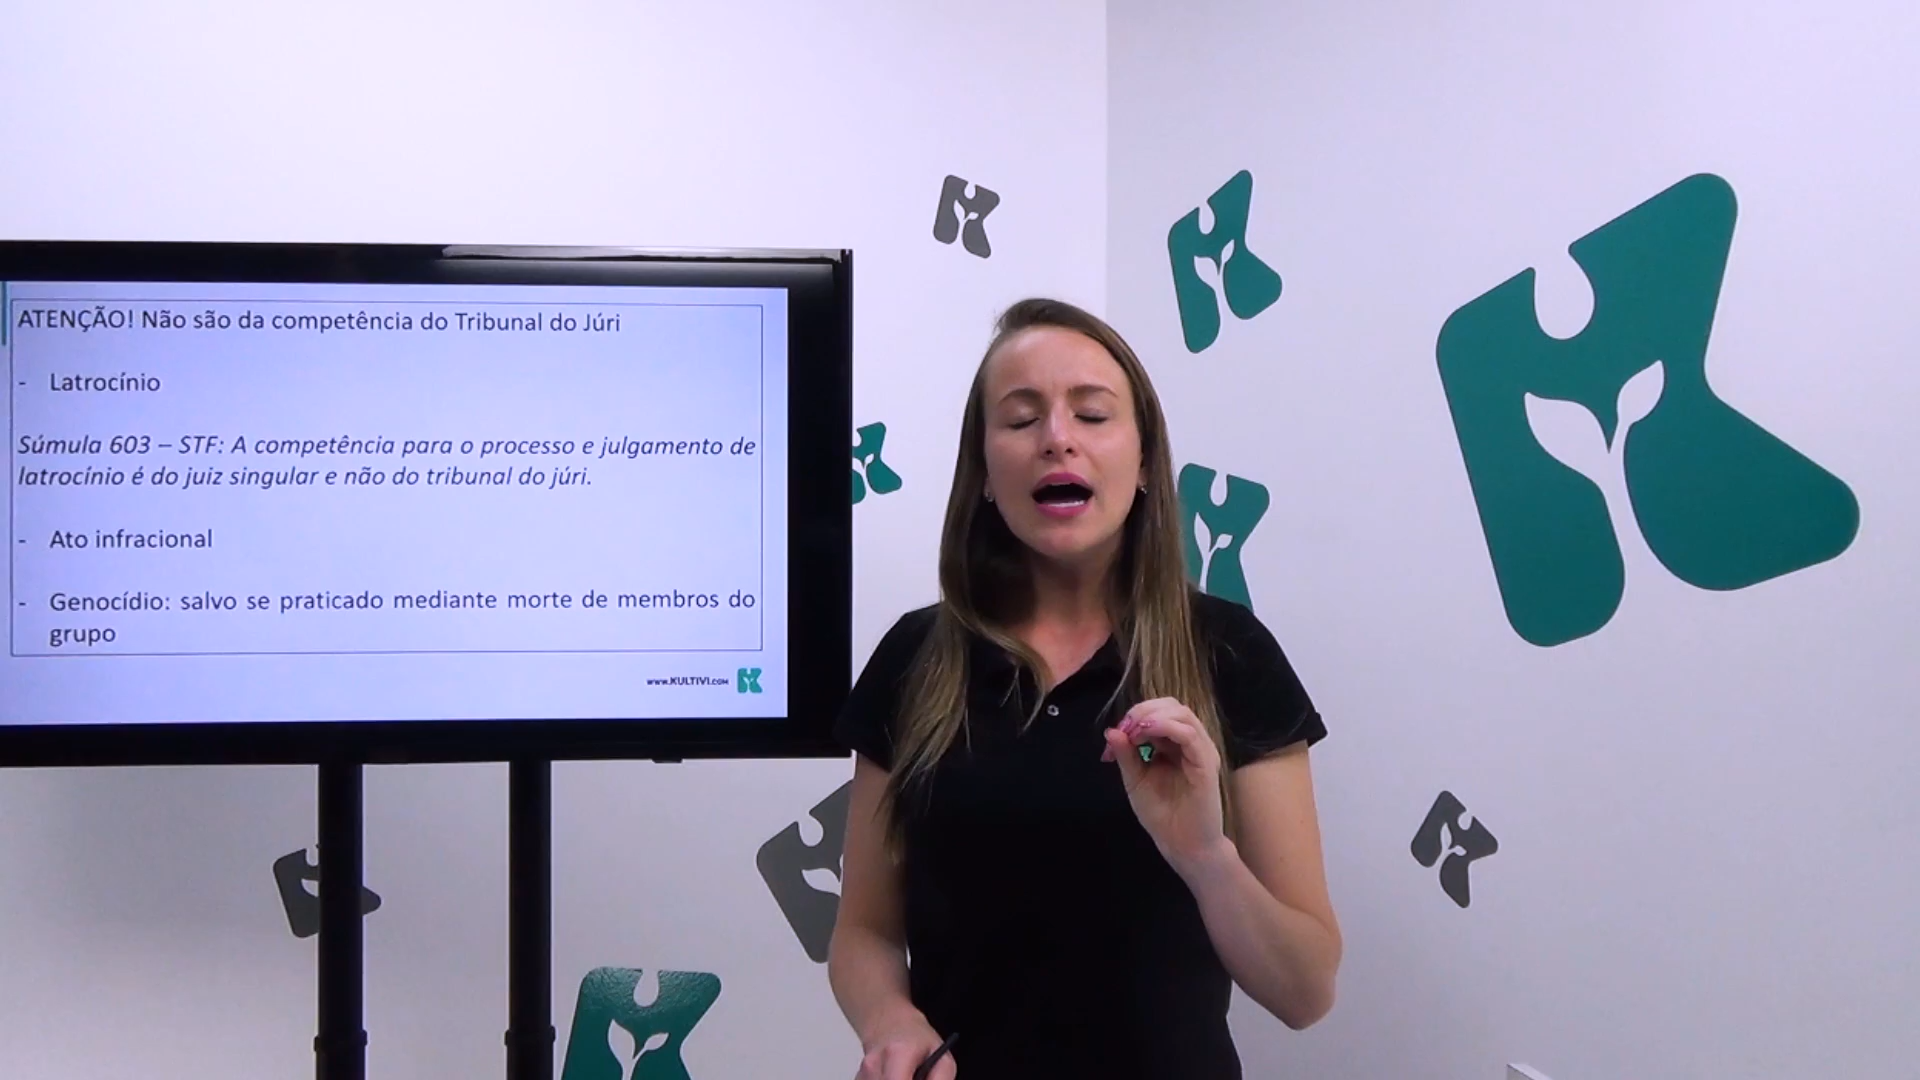 ATENÇÃO! Não são da competência do Tribunal do Júri
- Latrocínio
Súmula 603 – STF: A competência para o processo e julgamento de
latrocínio é do juiz singular e não do tribunal do júri.
- Ato infracional
- Genocídio: salvo se praticado mediante morte de membros do
grupo
www.KULTIVI.COM